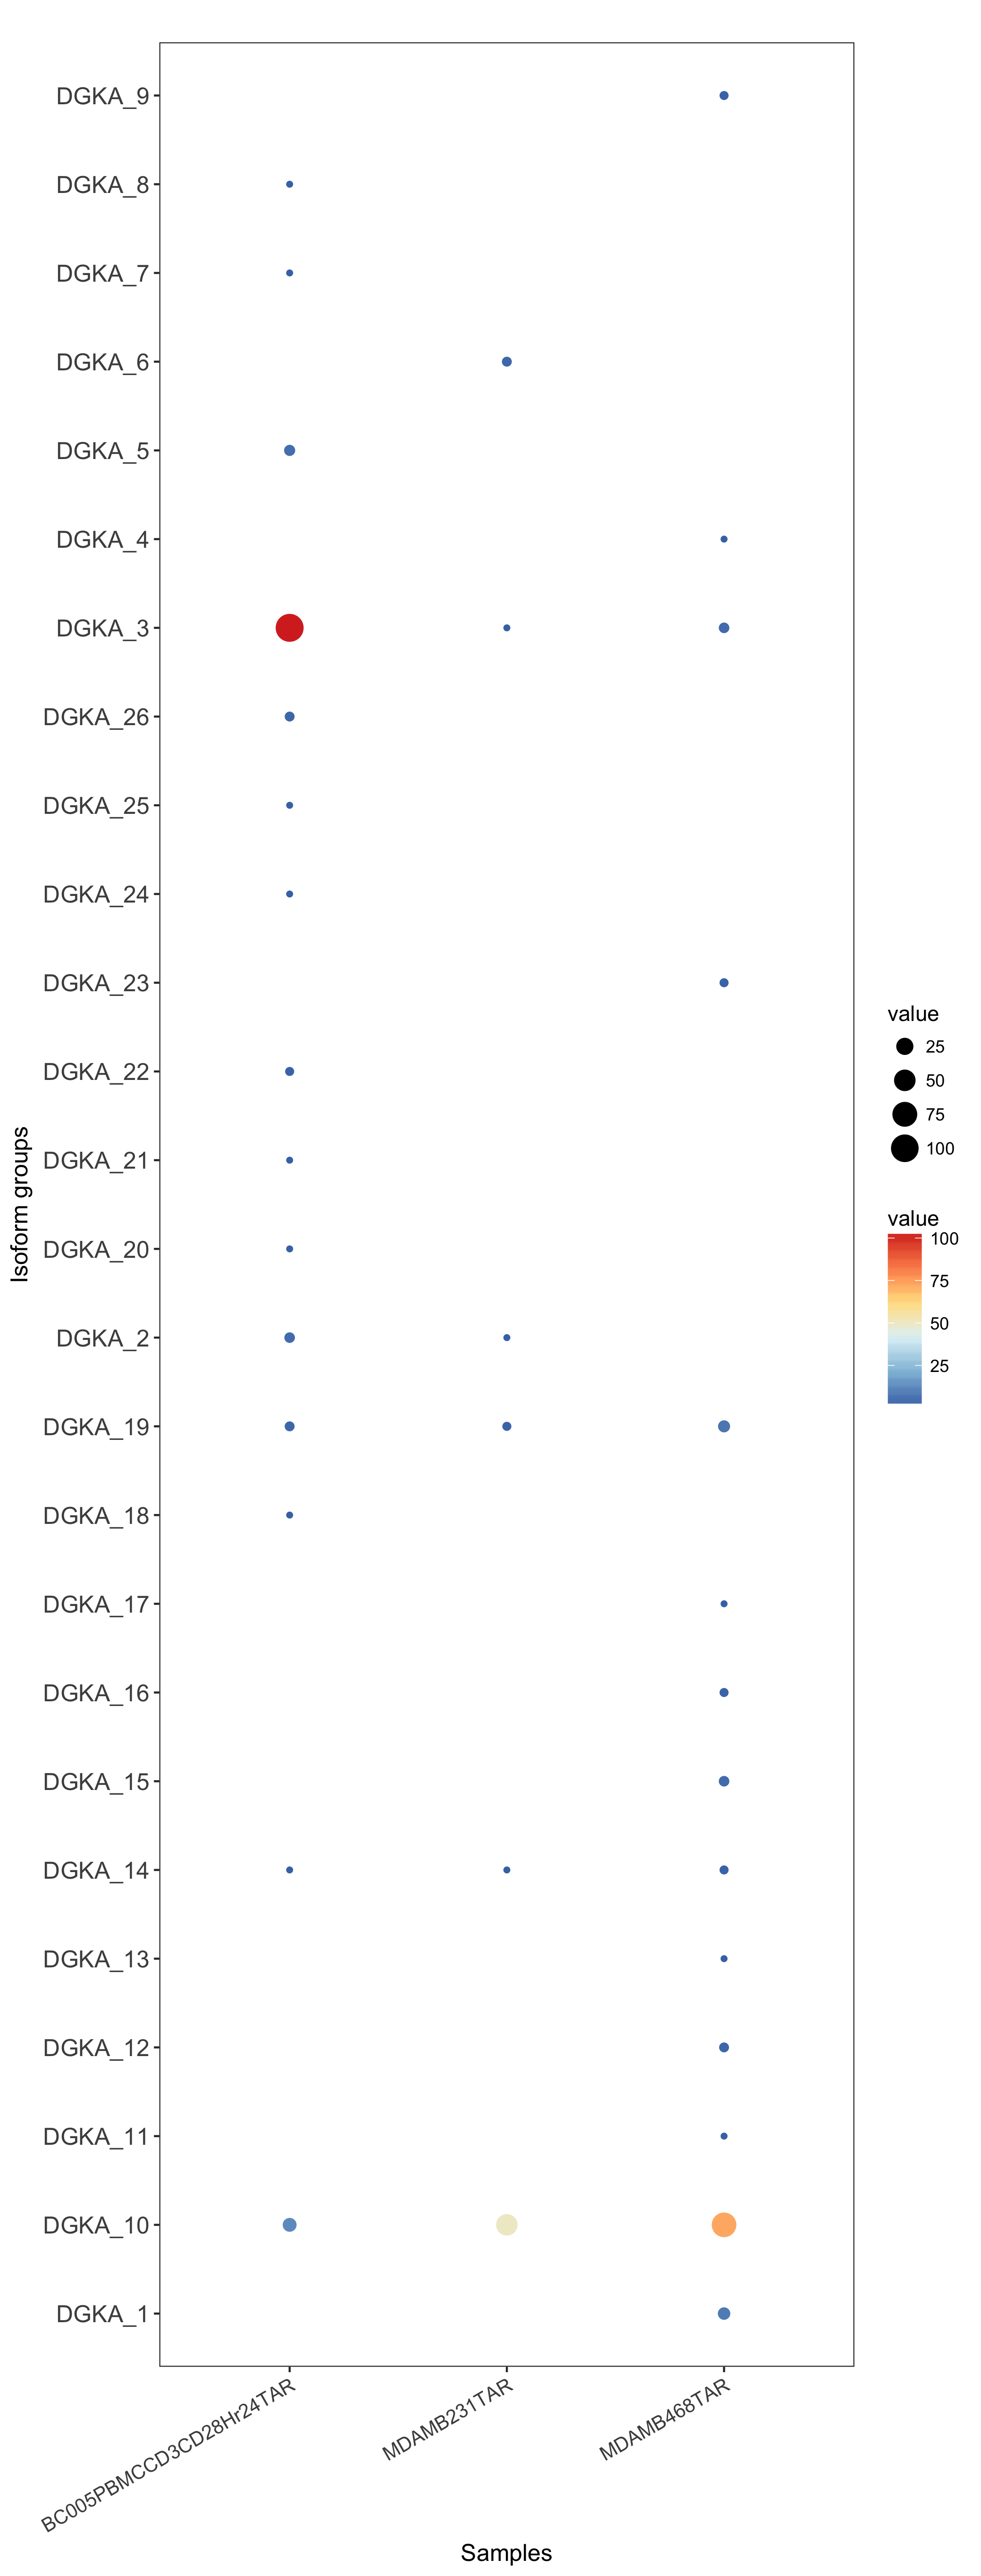 DGKA_9
DGKA_8
DGKA_7
DGKA_6
DGKA_5
DGKA_4
DGKA_3
DGKA_26
DGKA_25
DGKA_24
DGKA_23
DGKA_22
DGKA_21
DGKA_20
DGKA_2
DGKA_19
DGKA_18
DGKA_17
DGKA_16
DGKA_15
DGKA_14
DGKA_13
DGKA_12
DGKA_11
DGKA_10
DGKA_1
Isoform groups
BC005PBMCCD3CD28Hr24TAR
MDAMB231TAR
MDAMB468TAR
Samples
value
25
50
75
100
value
100
75
50
25